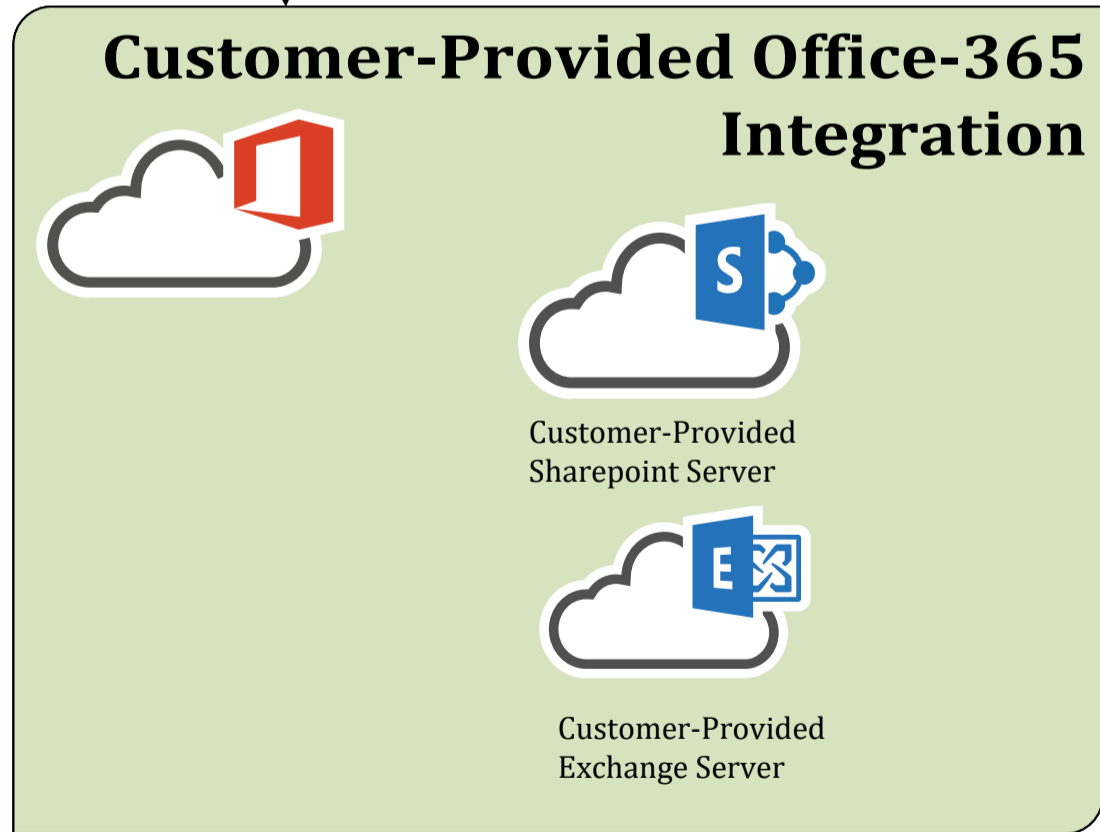 Customer-Provided Office-365
Integration
S
Customer-Provided
Sharepoint Server
E
Customer-Provided
Exchange Server